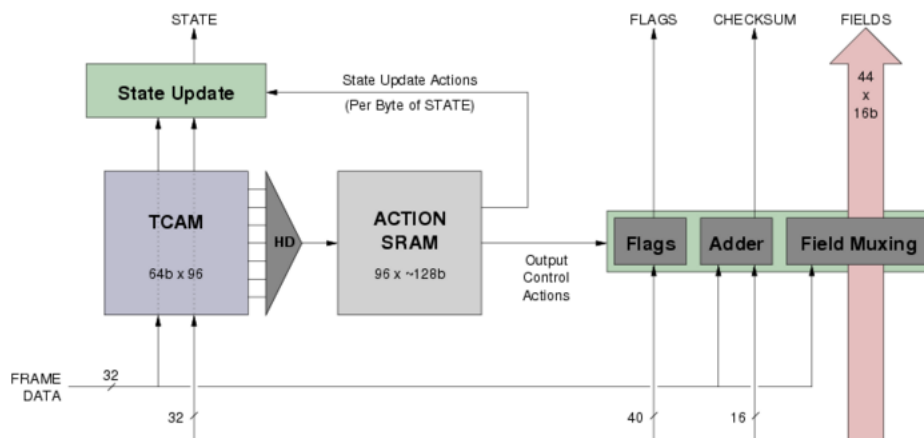 STATE
FLAGS
CHECKSUM
FIELDS
State Update
State Update Actions
(Per Byte of STATE)
44
x
16b
TCAM
64b x 96
HD
ACTION
SRAM
96 x ~128b
Output
Control
Actions
Flags
Adder
Field Muxing
FRAME
DATA
32
32
40
16